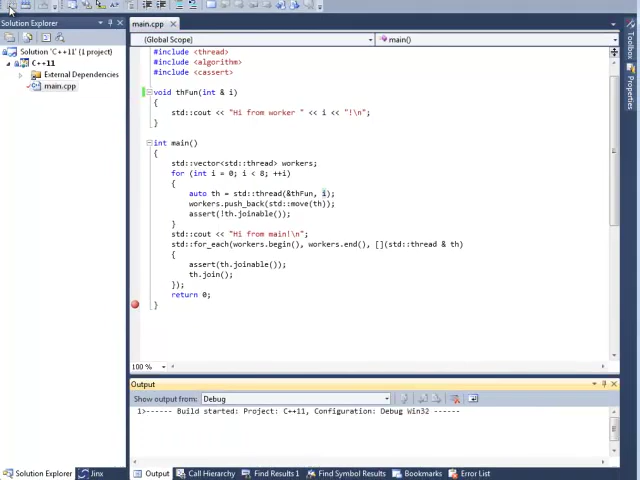 Solution Explorer
main.cpp
(Global Scope)
main()
Solution 'C++11' (1 project)
C++11
External Dependencies
main.cpp
#include <thread>
#include <algorithm>
#include <cassert>
void thFun(int & i)
{
std::cout << "Hi from worker " << i << "!\n";
}
int main()
{
std::vector<std::thread> workers;
for (int i = 0; i < 8; ++i)
{
auto th = std::thread(&thFun, i);
workers.push_back(std::move(th));
assert(!th.joinable());
}
std::cout << "Hi from main!\n";
std::for_each(workers.begin(), workers.end(), [](std::thread & th)
{
assert(th.joinable());
th.join();
});
return 0;
}
100 %
Toolbox
Properties
Output
Show output from: Debug
1>------ Build started: Project: C++11, Configuration: Debug Win32 ------
Solution Explorer
Jinx
Output
Call Hierarchy
Find Results 1
Find Symbol Results
Bookmarks
Error List